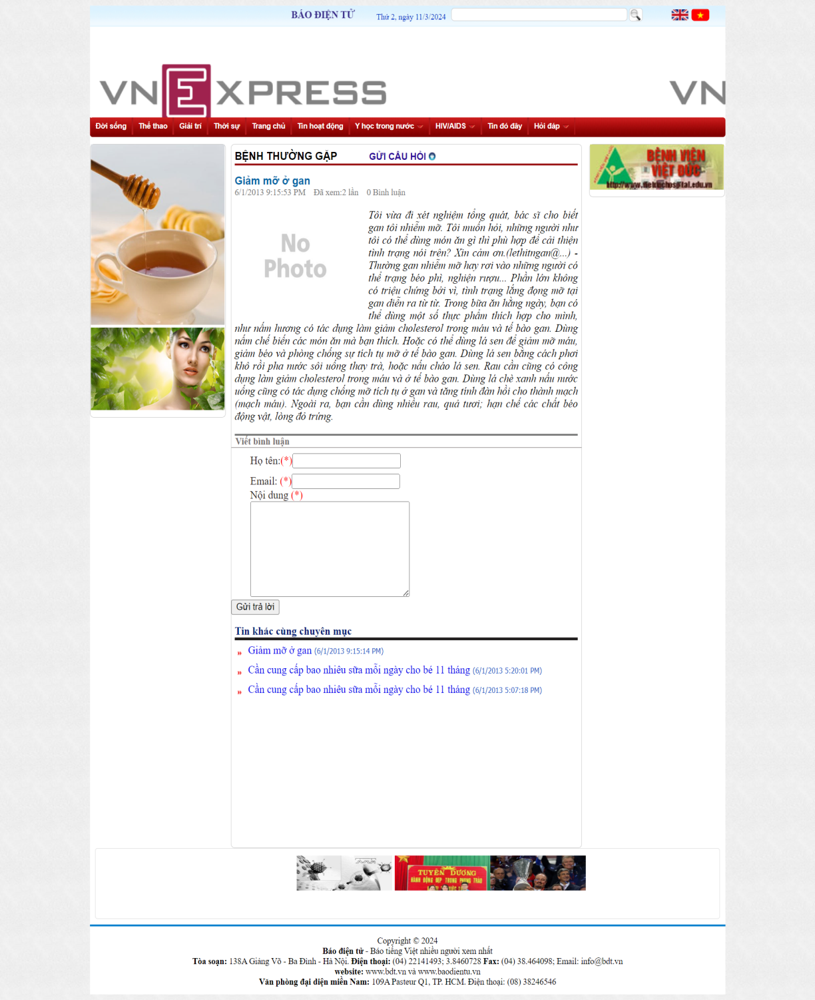 BÁO ĐIỆN TỬ
Thứ 2, ngày 11/3/2024
VNEXPRESS
VN
Đời sống
Thể thao
Giải trí
Thời sự
Trang chủ
Tin hoạt động
Y học trong nước
HIV/AIDS
Tin đó đây
Hỏi đáp
BỆNH THƯỜNG GẶP
GỬI CÂU HỎI
BỆNH VIỆN
VIỆT ĐỨC
Giảm mỡ ở gan
6/1/2013 9:15:53 PM Đã xem:2 lần 0 Bình luận
No
Photo
Tôi vừa đi xét nghiệm tổng quát, bác sĩ cho biết
gan tôi nhiễm mỡ. Tôi muốn hỏi, những người như
tôi có thể dùng món ăn gì thì phù hợp để cải thiện
tình trạng nói trên? Xin cảm ơn.(lethitngan@...) -
Thường gan nhiễm mỡ hay rơi vào những người có
thể trạng béo phì, nghiện rượu... Phần lớn không
có triệu chứng bởi vì, tình trạng lắng đọng mỡ tại
gan diễn ra từ từ. Trong bữa ăn hằng ngày, bạn có
thể dùng một số thực phẩm thích hợp cho mình,
như nấm hương có tác dụng làm giảm cholesterol trong máu và tế bào gan. Dùng
nấm chế biến các món ăn mà bạn thích. Hoặc có thể dùng lá sen để giảm mỡ máu,
giảm béo và phòng chống sự tích tụ mỡ ở tế bào gan. Dùng lá sen bằng cách phơi
khô rồi pha nước sôi uống thay trà, hoặc nấu cháo lá sen. Rau cần cũng có công
dụng làm giảm cholesterol trong máu và ở tế bào gan. Dùng lá chè xanh nấu nước
uống cũng có tác dụng chống mỡ tích tụ ở gan và tăng tính đàn hồi cho thành mạch
(mạch máu). Ngoài ra, bạn cần dùng nhiều rau, quả tươi; hạn chế các chất béo
động vật, lòng đỏ trứng.
Viết bình luận
Họ tên:(*)
Email: (*)
Nội dung (*)
Gửi trả lời
Tin khác cùng chuyên mục
Giảm mỡ ở gan (6/1/2013 9:15:14 PM)
Cần cung cấp bao nhiêu sữa mỗi ngày cho bé 11 tháng (6/1/2013 5:20:01 PM)
Cần cung cấp bao nhiêu sữa mỗi ngày cho bé 11 tháng (6/1/2013 5:07:18 PM)
TUYÊN DƯƠNG
HÀNH ĐỘNG ĐẸP TRONG PHONG TRÀO
Copyright © 2024
Báo điện tử - Báo tiếng Việt nhiều người xem nhất
Tòa soạn: 138A Giảng Võ - Ba Đình - Hà Nội. Điện thoại: (04) 22141493; 3.8460728 Fax: (04) 38.464098; Email: info@bdt.vn
website: www.bdt.vn và www.baodientu.vn
Văn phòng đại diện miền Nam: 109A Pasteur Q1, TP. HCM. Điện thoại: (08) 38246546